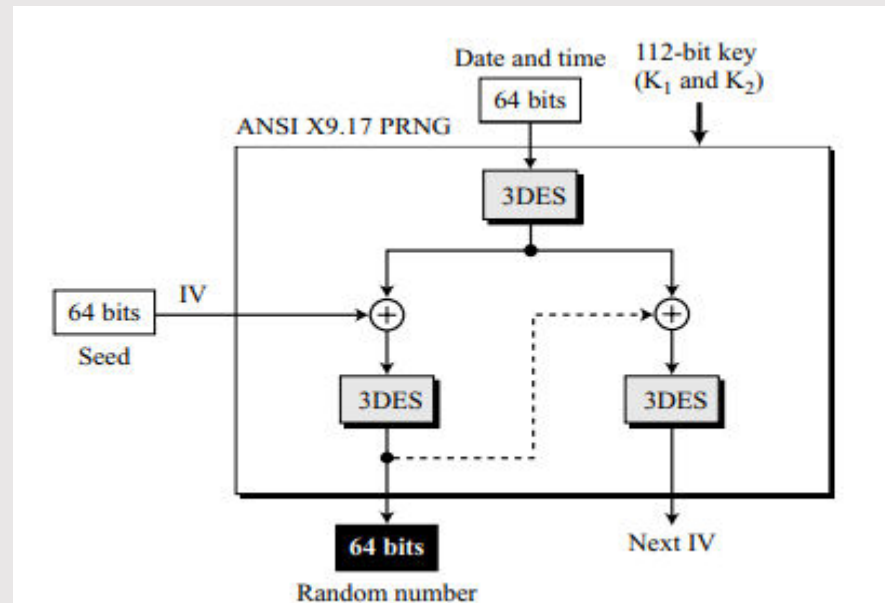 Date and time
112-bit key
(K₁ and K₂)
64 bits
ANSI X9.17 PRNG
3DES
64 bits
IV
Seed
+
+
3DES
3DES
64 bits
Next IV
Random number